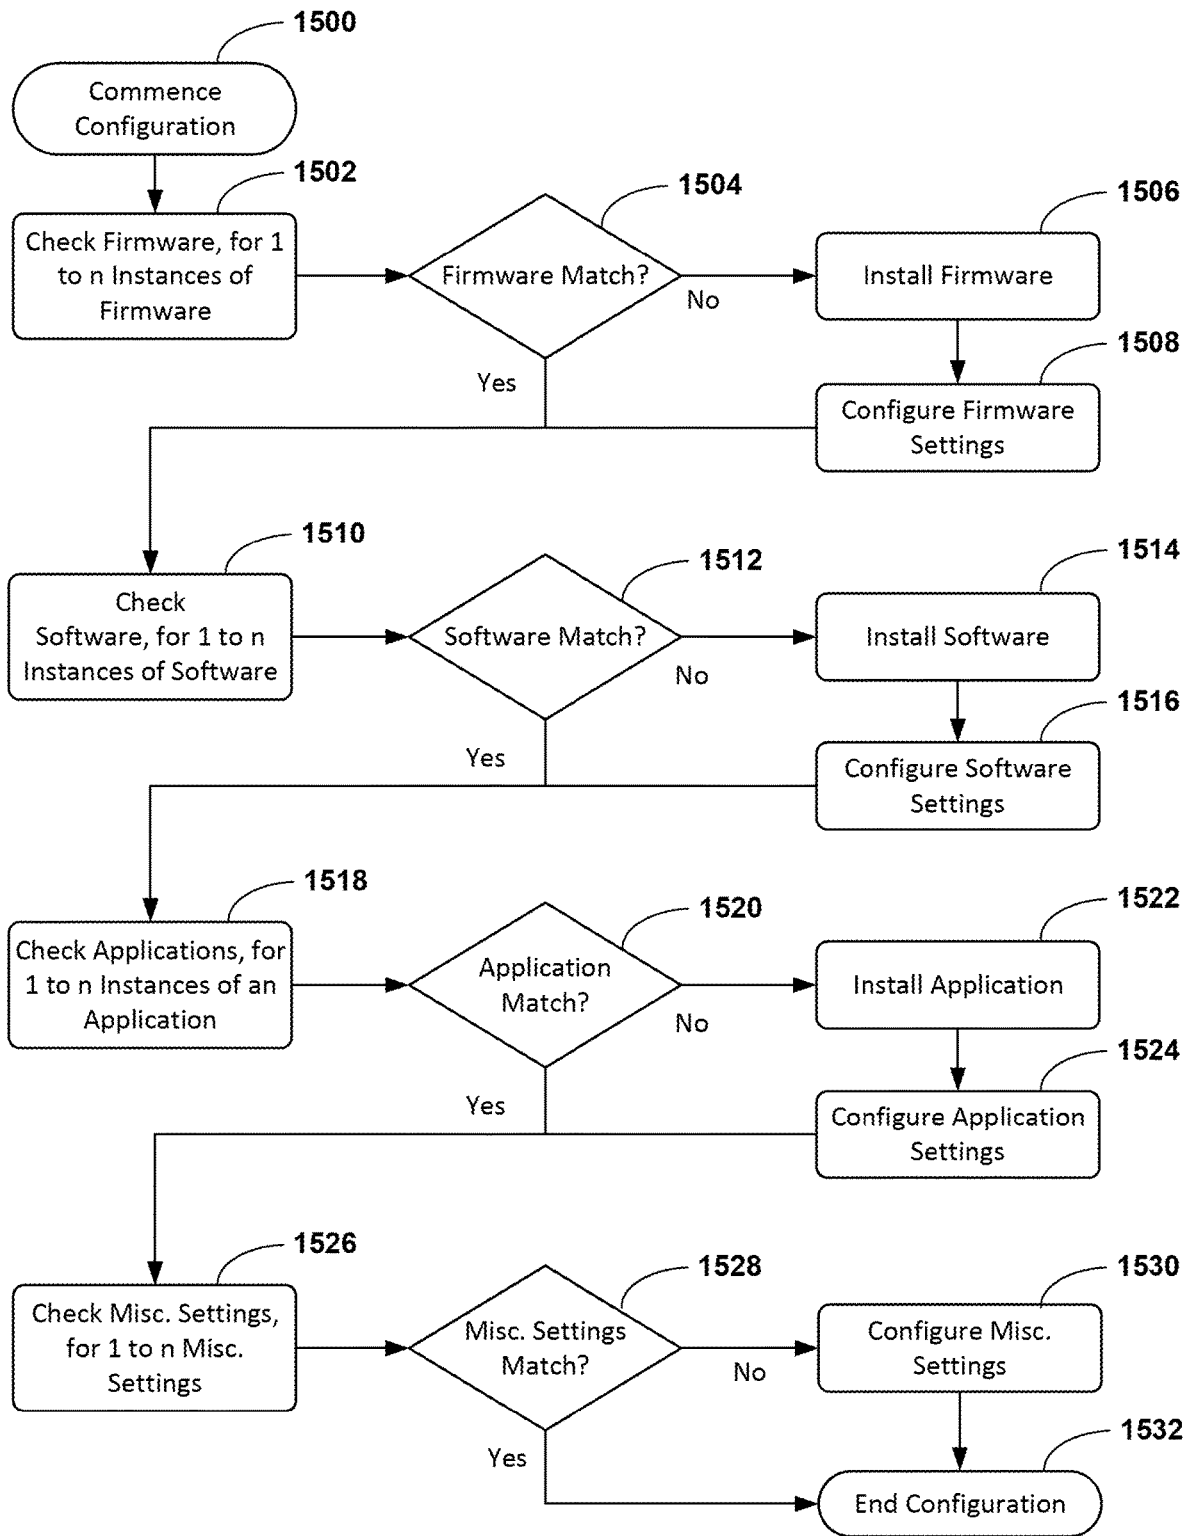 1500
Commence
Configuration
1502
Check Firmware, for 1
to n Instances of
Firmware
1504
Firmware Match?
No
Yes
1506
Install Firmware
1508
Configure Firmware
Settings
1510
Check
Software, for 1 to n
Instances of Software
1512
Software Match?
No
Yes
1514
Install Software
1516
Configure Software
Settings
1518
Check Applications, for
1 to n Instances of an
Application
1520
Application
Match?
No
Yes
1522
Install Application
1524
Configure Application
Settings
1526
Check Misc. Settings,
for 1 to n Misc.
Settings
1528
Misc. Settings
Match?
No
Yes
1530
Configure Misc.
Settings
1532
End Configuration